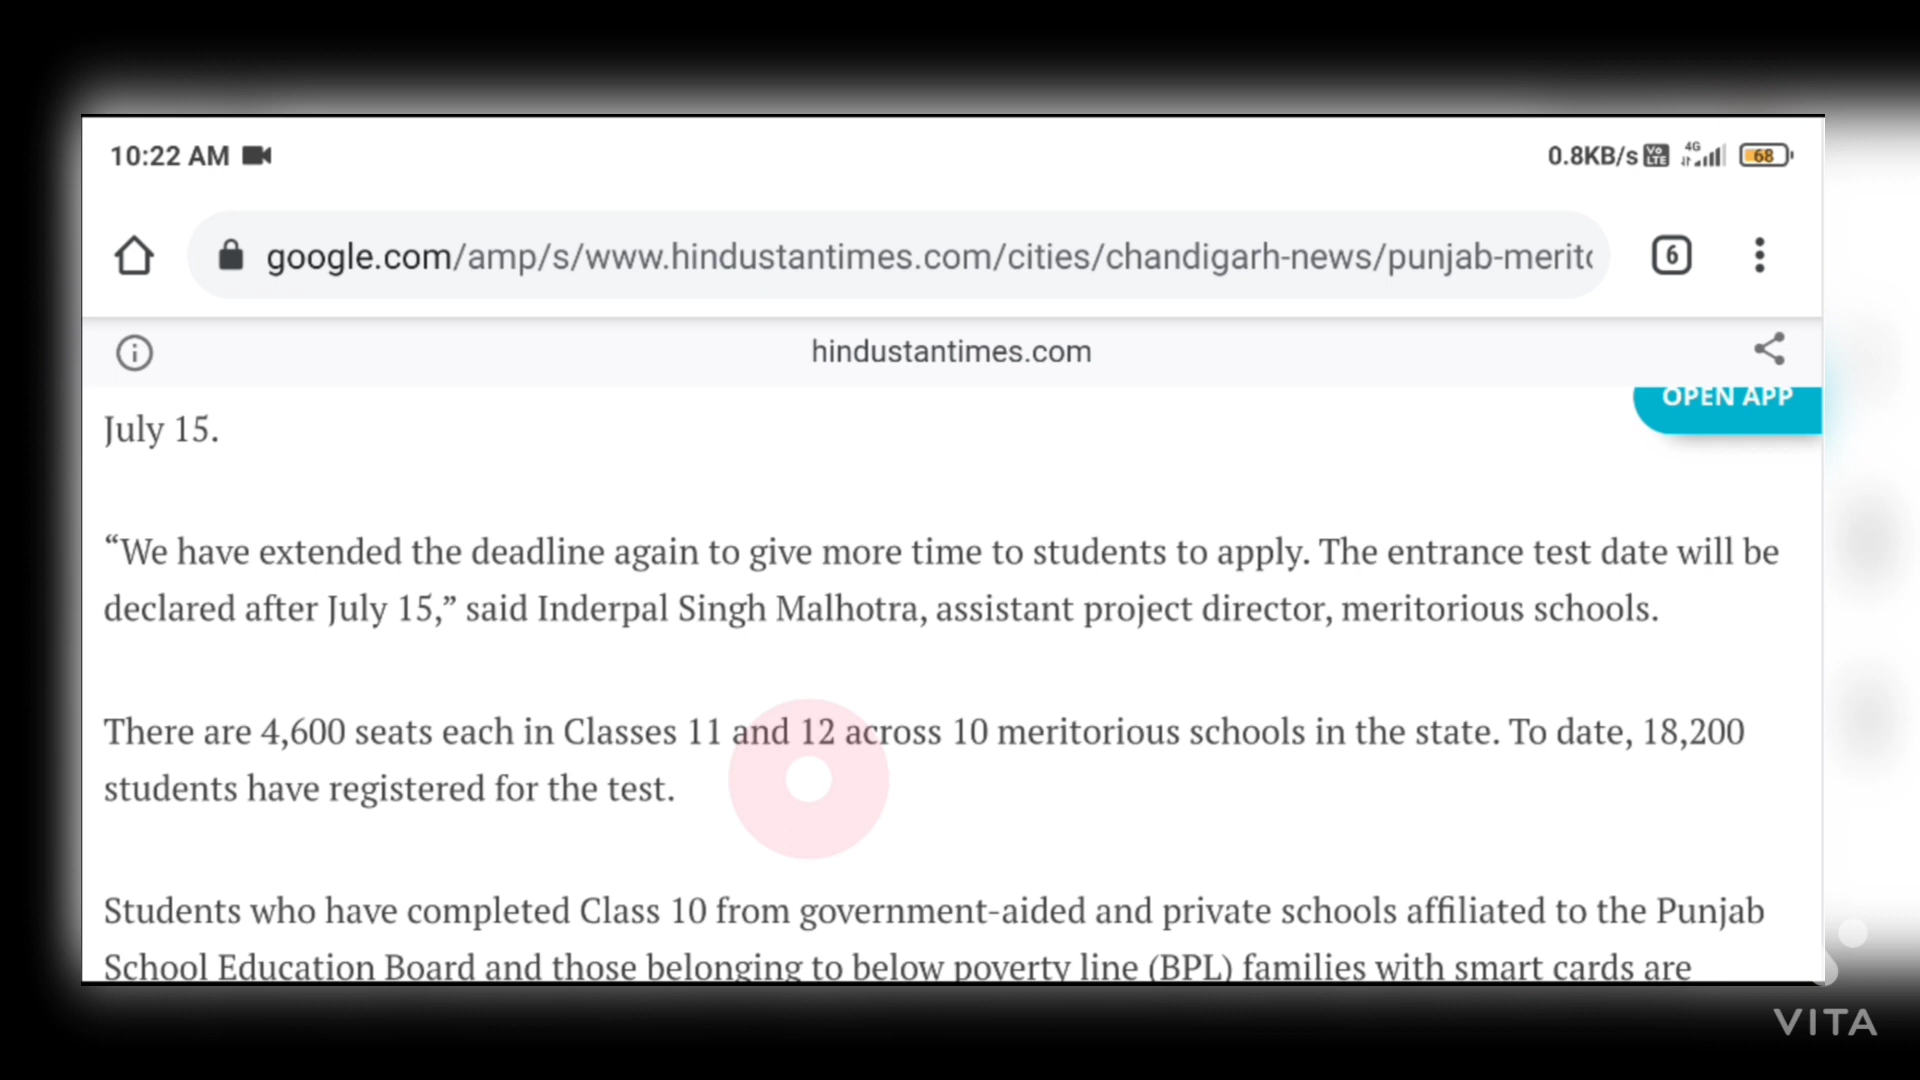 10:22 AM
0.8KB/s Vo LTE 4G 68
google.com/amp/s/www.hindustantimes.com/cities/chandigarh-news/punjab-merito
6
hindustantimes.com
OPEN APP
July 15.
“We have extended the deadline again to give more time to students to apply. The entrance test date will be
declared after July 15,” said Inderpal Singh Malhotra, assistant project director, meritorious schools.
There are 4,600 seats each in Classes 11 and 12 across 10 meritorious schools in the state. To date, 18,200
students have registered for the test.
Students who have completed Class 10 from government-aided and private schools affiliated to the Punjab
School Education Board and those belonging to below poverty line (BPL) families with smart cards are
VITA